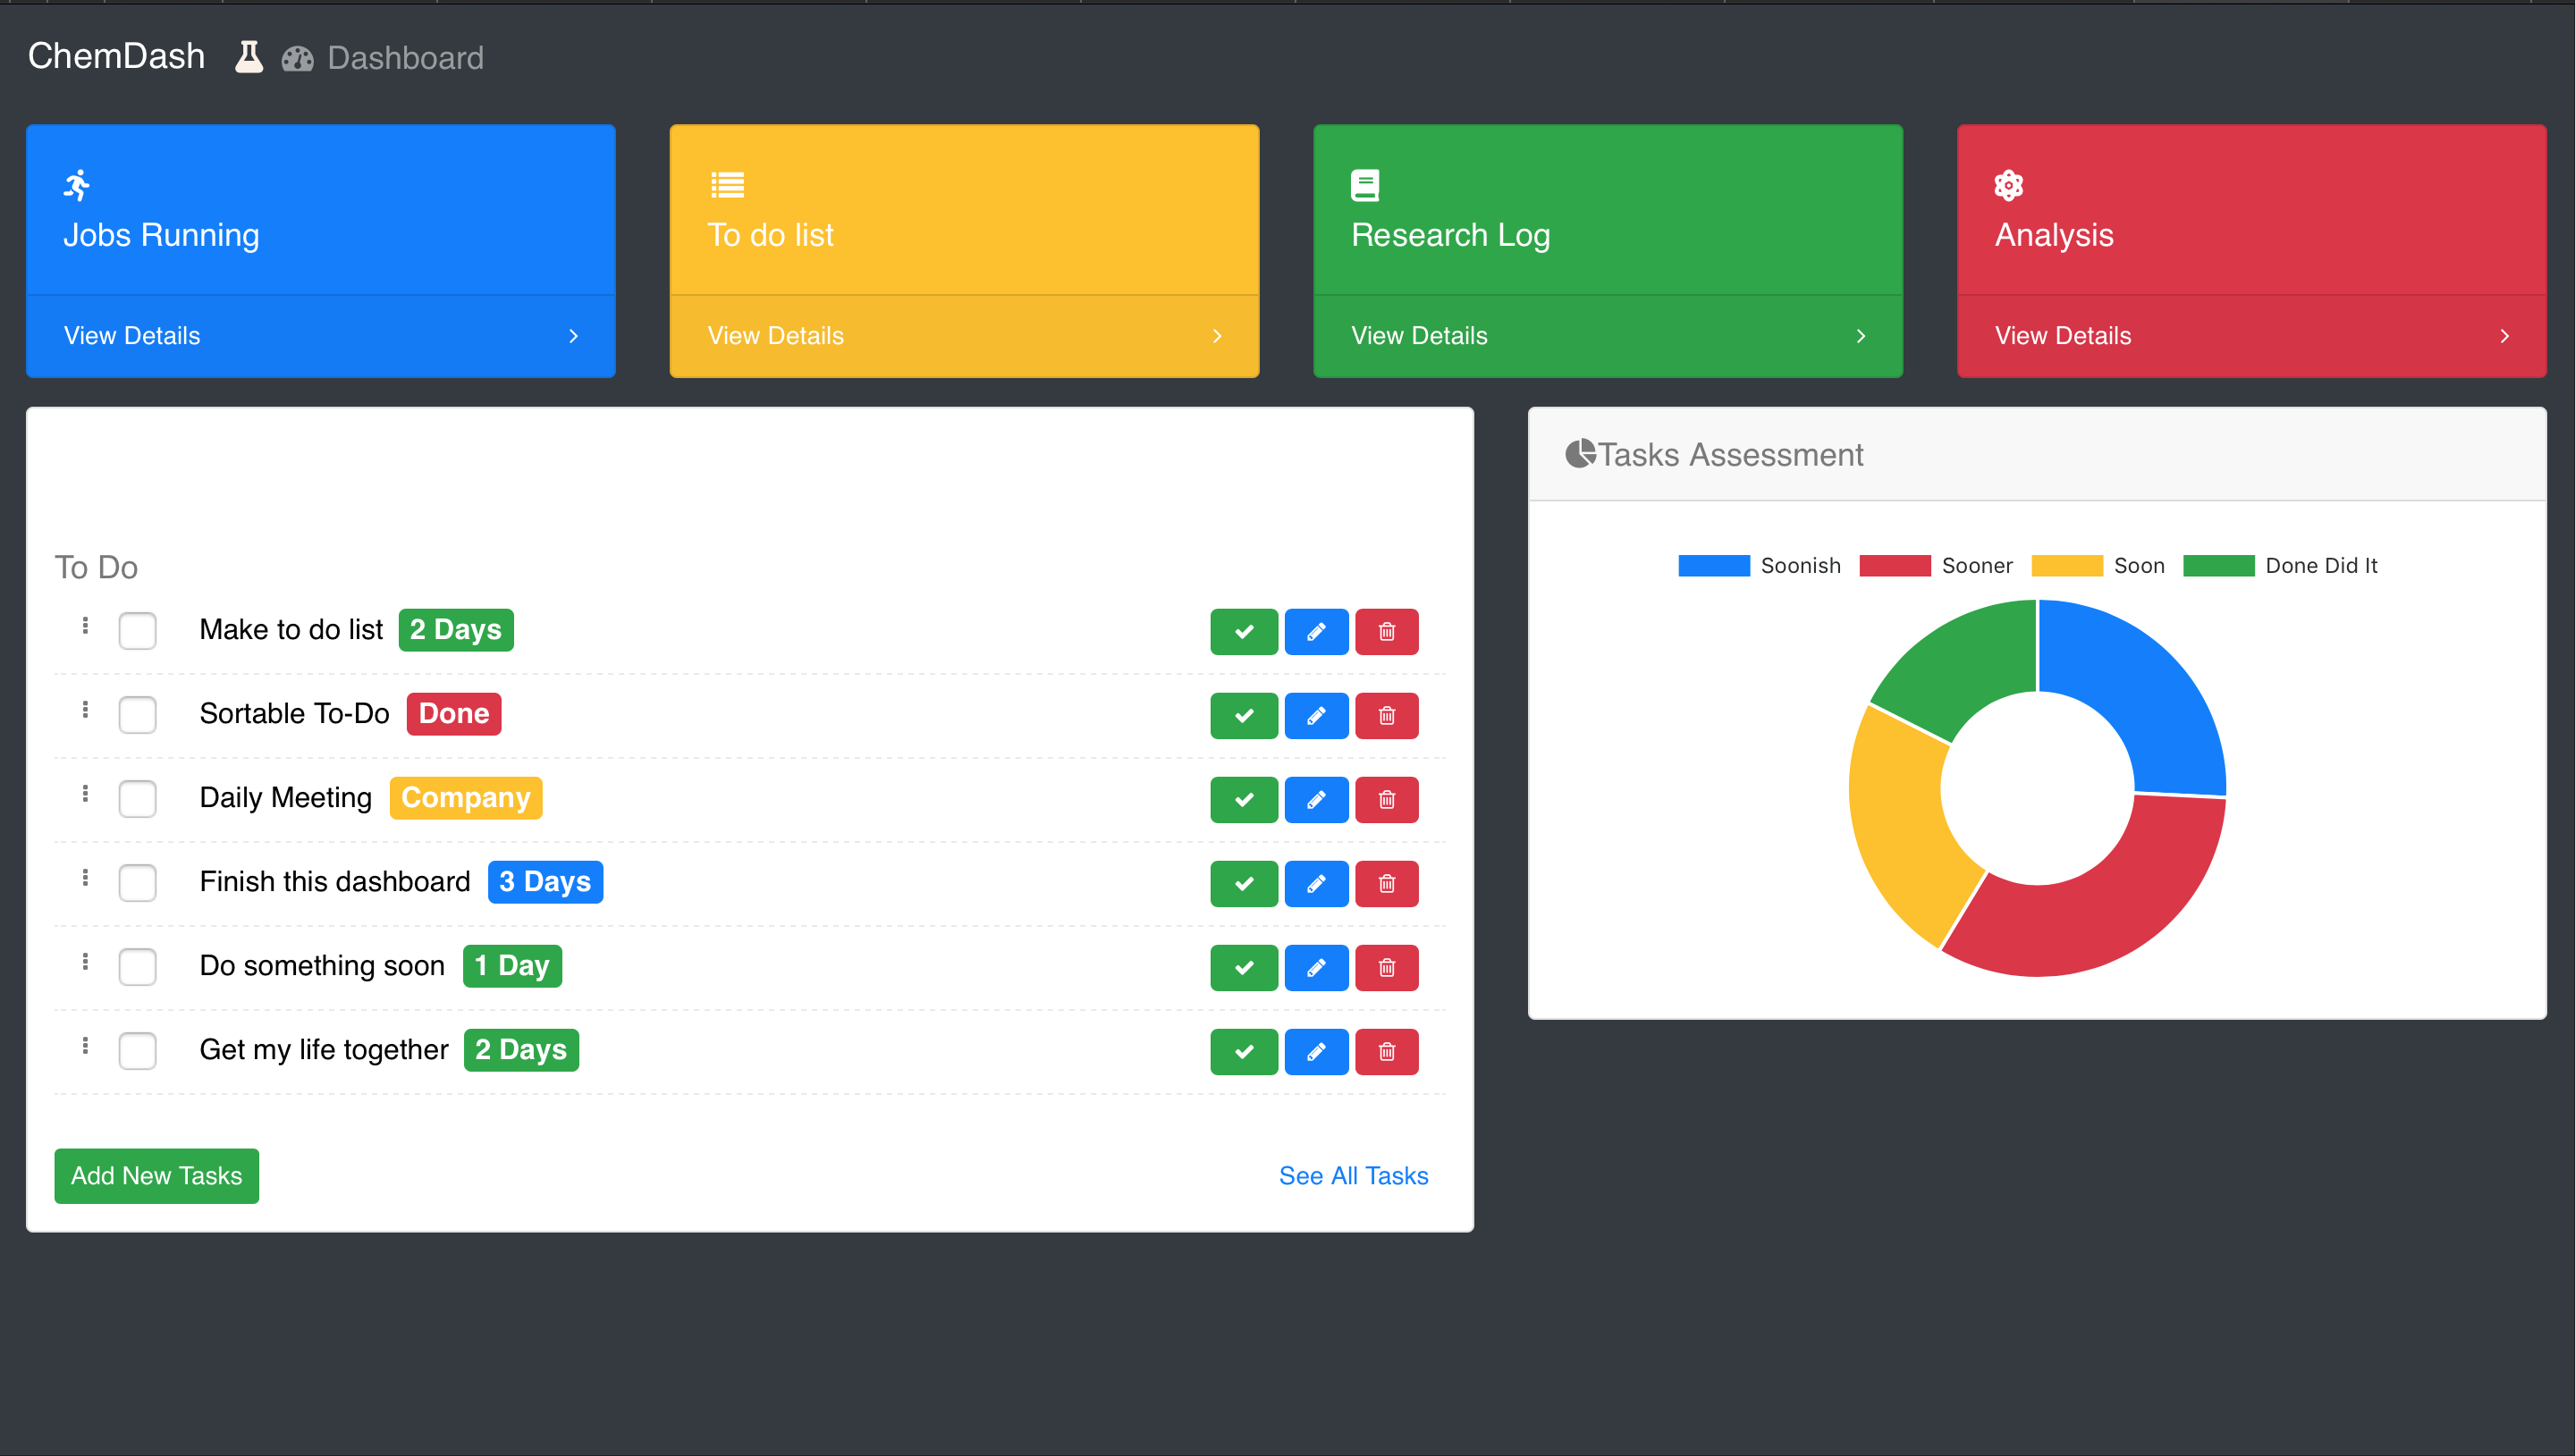 ChemDash Dashboard
Jobs Running
View Details
To do list
View Details
Research Log
View Details
Analysis
View Details
To Do
Make to do list 2 Days
Sortable To-Do Done
Daily Meeting Company
Finish this dashboard 3 Days
Do something soon 1 Day
Get my life together 2 Days
Add New Tasks See All Tasks
Tasks Assessment
Soonish Sooner Soon Done Did It